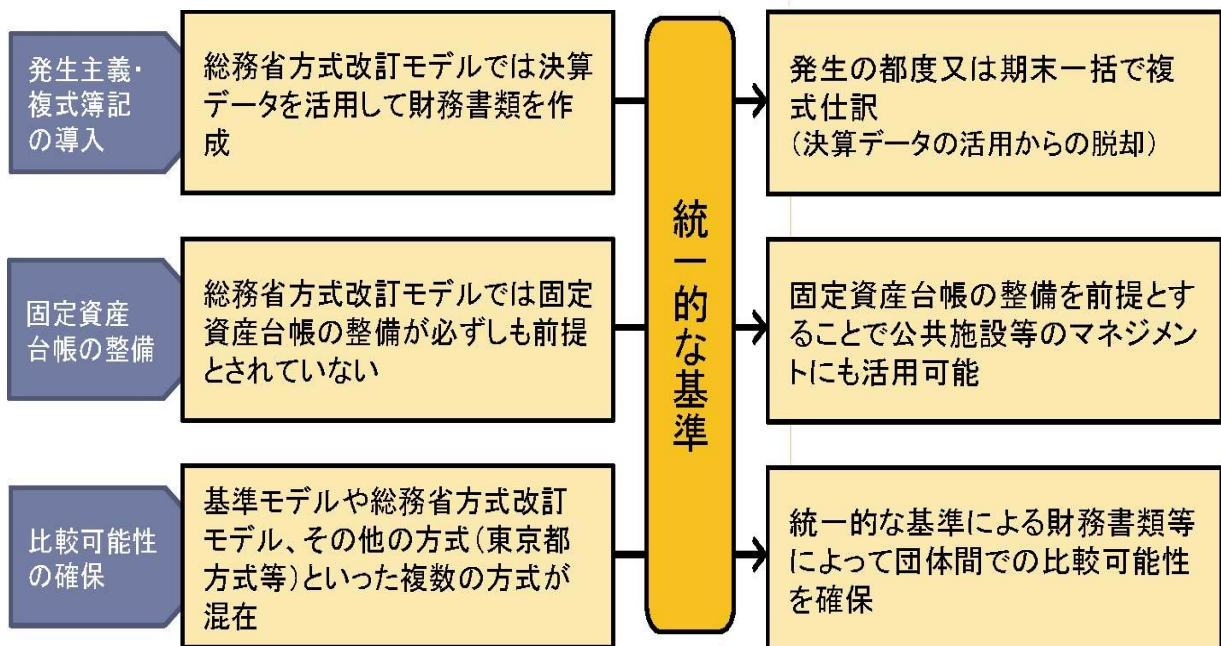 発生主義・
複式簿記
の導入
総務省方式改訂モデルでは決算
データを活用して財務書類を作
成
発生の都度又は期末一括で複
式仕訳
(決算データの活用からの脱却)
統一的な基準
固定資産
台帳の整備
総務省方式改訂モデルでは固定
資産台帳の整備が必ずしも前提
とされていない
固定資産台帳の整備を前提とす
ることで公共施設等のマネジメン
トにも活用可能
比較可能性
の確保
基準モデルや総務省方式改訂
モデル、その他の方式(東京都
方式等)といった複数の方式が
混在
統一的な基準による財務書類等
によって団体間での比較可能性
を確保